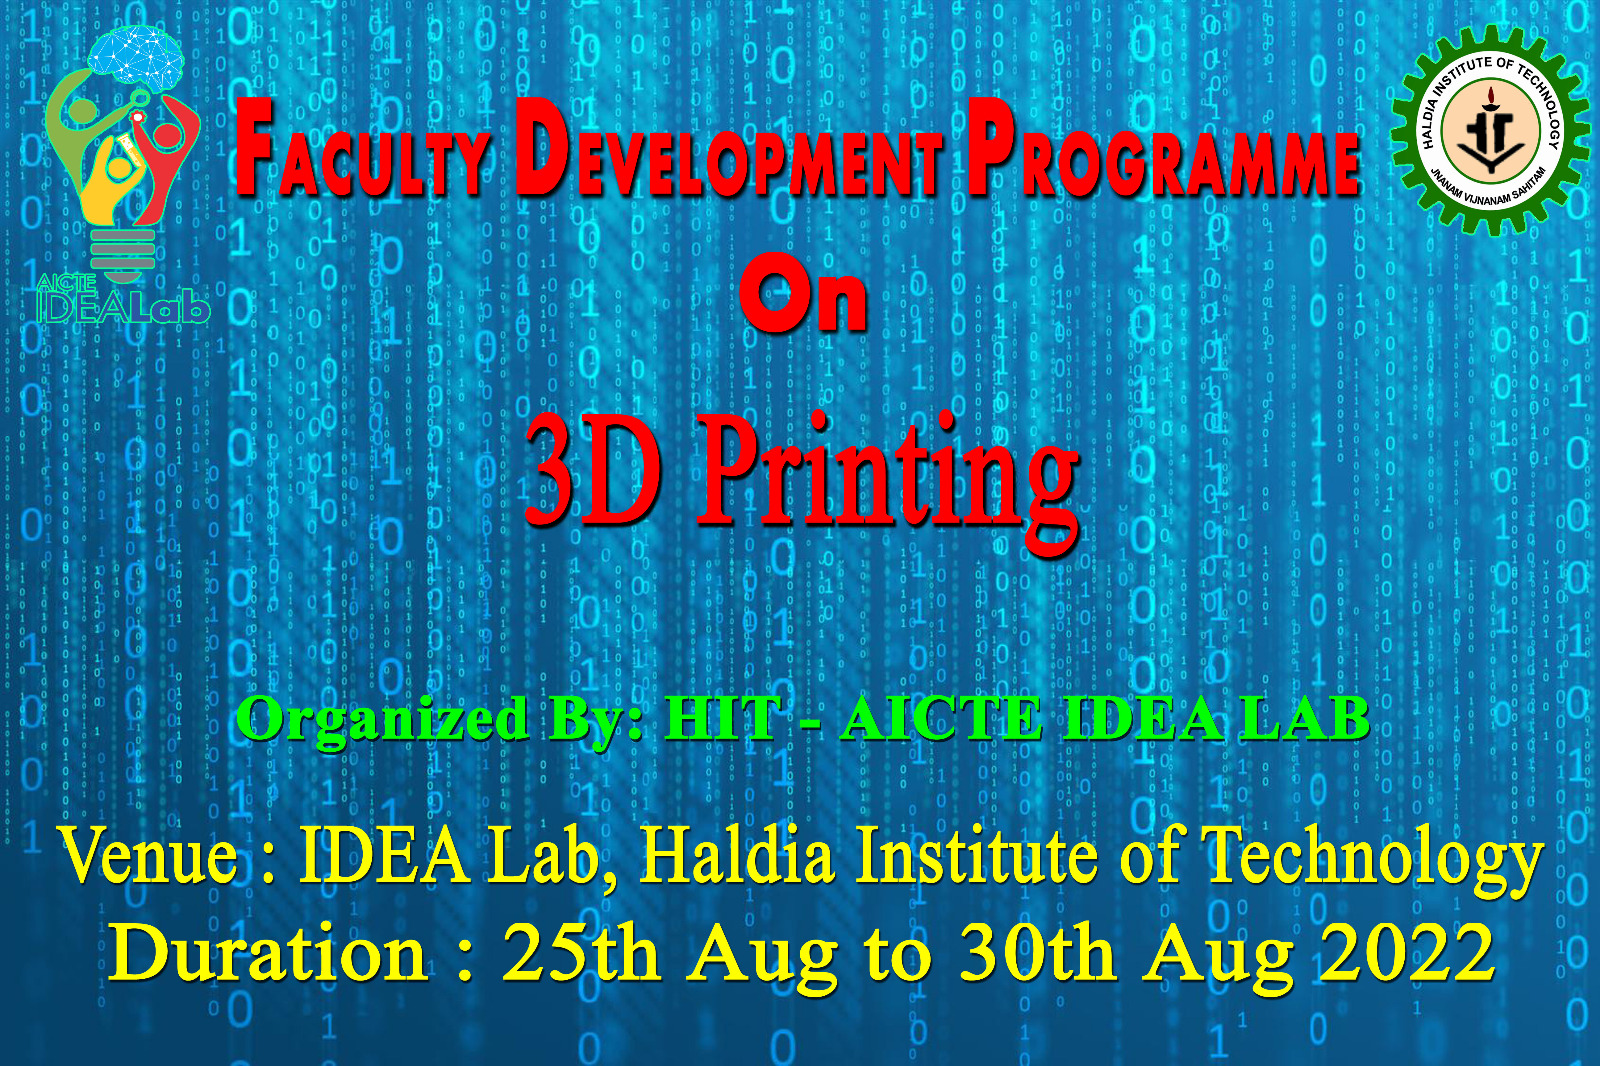 AICTE
IDEALab
HALDIA INSTITUTE OF TECHNOLOGY
JNANAM VIJNANAM SAHITAM
FACULTY DEVELOPMENT PROGRAMME
On
3D Printing
Organized By: HIT - AICTE IDEA LAB
Venue : IDEA Lab, Haldia Institute of Technology
Duration : 25th Aug to 30th Aug 2022